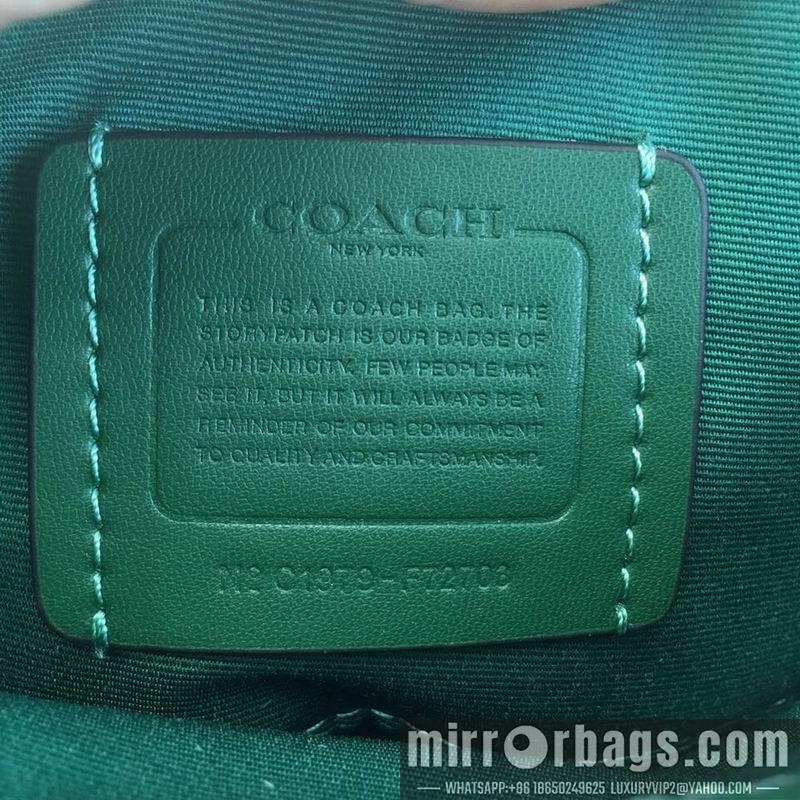 COACH
NEW YORK
THIS IS A COACH BAG. THE
STORYPATCH IS OUR BADGE OF
AUTHENTICITY. FEW PEOPLE MAY
SEE IT, BUT IT WILL ALWAYS BE A
REMINDER OF OUR COMMITMENT
TO QUALITY AND CRAFTSMANSHIP.
mirrorbags.com
WHATSAPP:+86 18650249625 LUXURYVIP2@YAHOO.COM